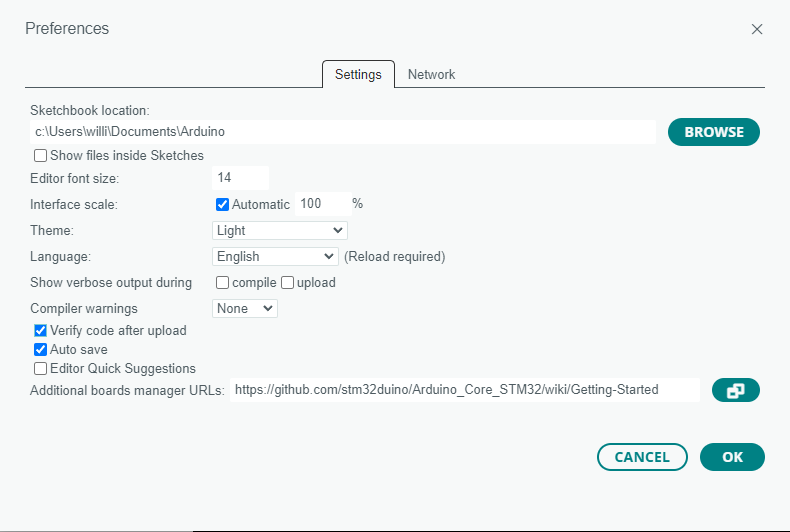 Preferences
Settings Network
Sketchbook location:
c:\Users\willi\Documents\Arduino BROWSE
Show files inside Sketches
Editor font size: 14
Interface scale: Automatic 100 %
Theme: Light
Language: English (Reload required)
Show verbose output during compile upload
Compiler warnings None
Verify code after upload
Auto save
Editor Quick Suggestions
Additional boards manager URLs: https://github.com/stm32duino/Arduino_Core_STM32/wiki/Getting-Started
CANCEL OK